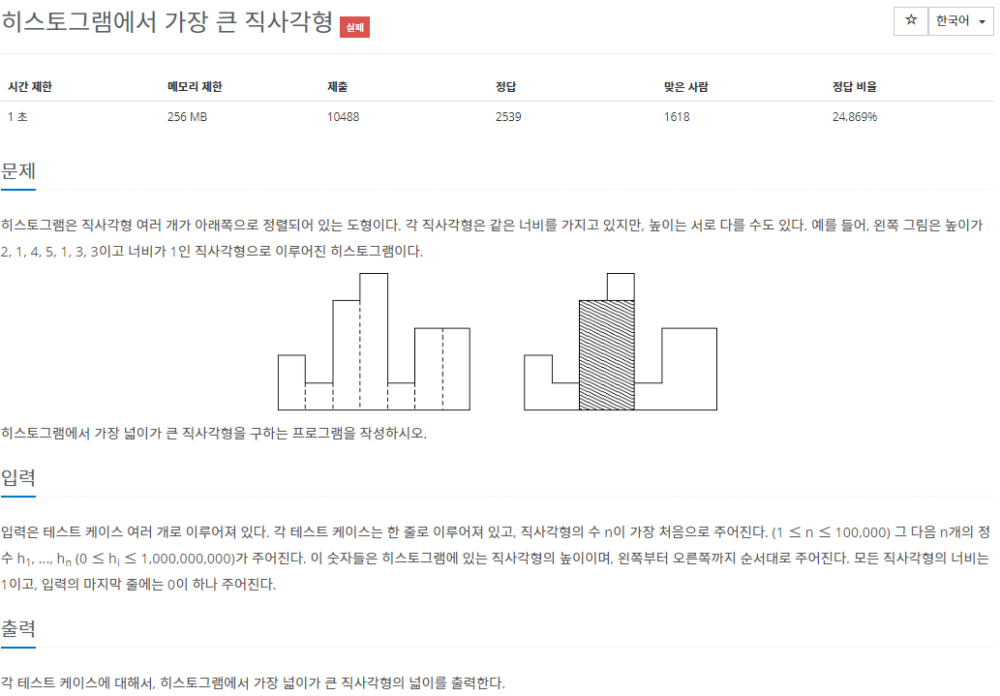 히스토그램에서 가장 큰 직사각형 실패
☆ 한국어
시간 제한 메모리 제한 제출 정답 맞은 사람 정답 비율
1 초 256 MB 10488 2539 1618 24.869%
문제
히스토그램은 직사각형 여러 개가 아래쪽으로 정렬되어 있는 도형이다. 각 직사각형은 같은 너비를 가지고 있지만, 높이는 서로 다를 수도 있다. 예를 들어, 왼쪽 그림은 높이가
2, 1, 4, 5, 1, 3, 3이고 너비가 1인 직사각형으로 이루어진 히스토그램이다.
히스토그램에서 가장 넓이가 큰 직사각형을 구하는 프로그램을 작성하시오.
입력
입력은 테스트 케이스 여러 개로 이루어져 있다. 각 테스트 케이스는 한 줄로 이루어져 있고, 직사각형의 수 n이 가장 처음으로 주어진다. (1 ≤ n ≤ 100,000) 그 다음 n개의 정
수 h1, ..., hn (0 ≤ hi ≤ 1,000,000,000)가 주어진다. 이 숫자들은 히스토그램에 있는 직사각형의 높이이며, 왼쪽부터 오른쪽까지 순서대로 주어진다. 모든 직사각형의 너비는
1이고, 입력의 마지막 줄에는 0이 하나 주어진다.
출력
각 테스트 케이스에 대해서, 히스토그램에서 가장 넓이가 큰 직사각형의 넓이를 출력한다.